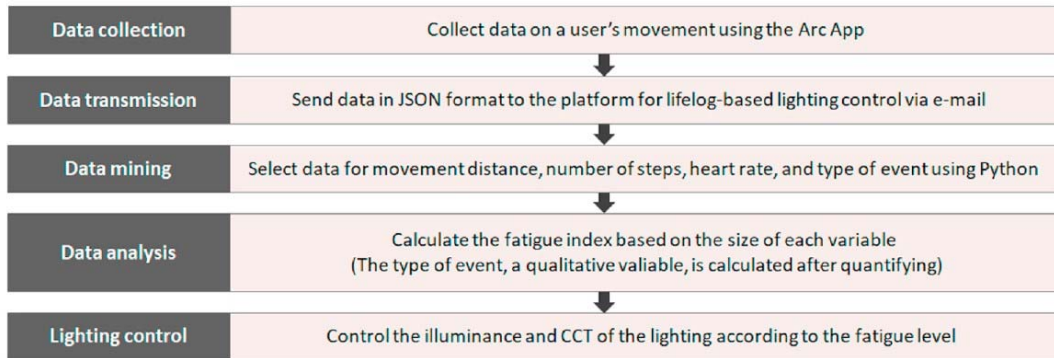 Data collection
Collect data on a user's movement using the Arc App
Data transmission
Send data in JSON format to the platform for lifelog-based lighting control via e-mail
Data mining
Select data for movement distance, number of steps, heart rate, and type of event using Python
Data analysis
Calculate the fatigue index based on the size of each variable
(The type of event, a qualitative valiable, is calculated after quantifying)
Lighting control
Control the illuminance and CCT of the lighting according to the fatigue level